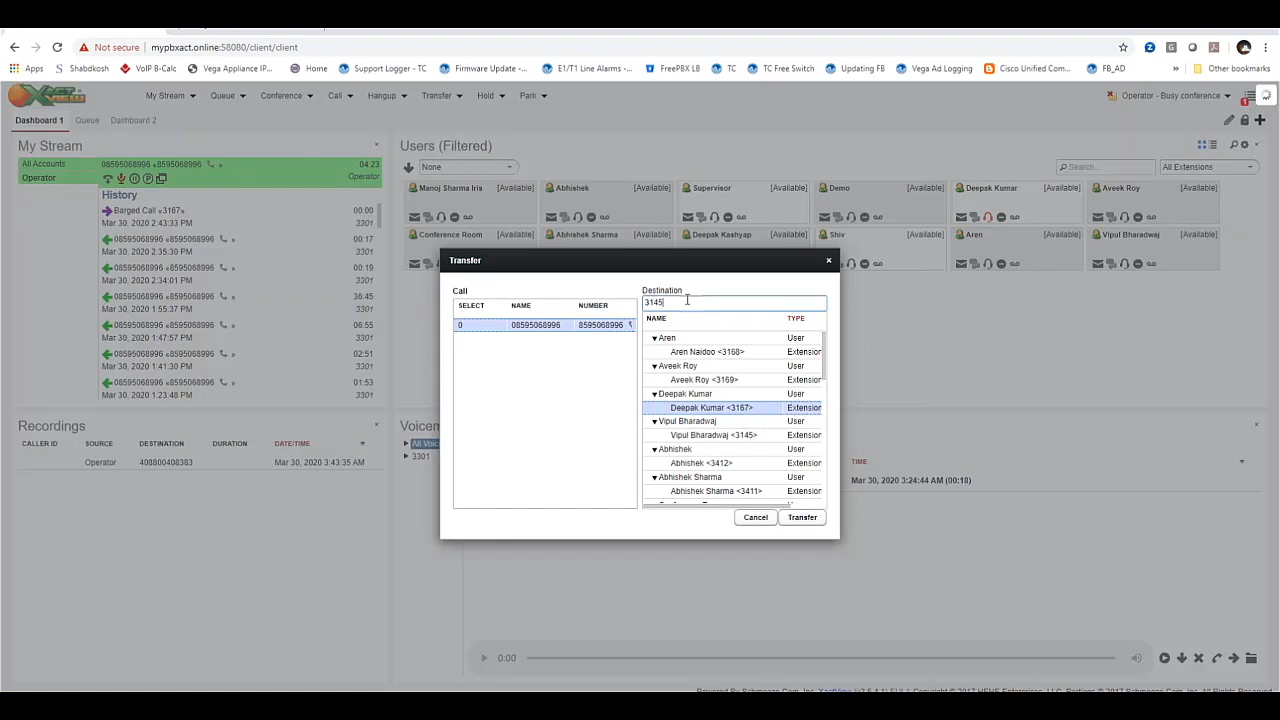 Not secure mypbxact.online:58080/client/client
Apps Shabdkosh VoIP B-Calc Vega Appliance IP... Home Support Logger - TC Firmware Update -... E1/T1 Line Alarms -... FreePBX LB TC TC Free Switch Updating FB Vega Ad Logging Cisco Unified Com... FB_AD » Other bookmarks
XACTVIEW My Stream Queue Conference Call Hangup Transfer Hold Park Operator - Busy conference 1
Dashboard 1 Queue Dashboard 2
My Stream
All Accounts 08595068996 «8595068996 » 04:23
Operator Operator
History
Barged Call «3167» 00:00
Mar 30, 2020 2:43:33 PM 3301
08595068996 «8595068996 » 00:17
Mar 30, 2020 2:35:30 PM 3301
08595068996 «8595068996 » 00:19
Mar 30, 2020 2:34:01 PM 3301
08595068996 «8595068996 » 36:45
Mar 30, 2020 1:55:37 PM 3301
08595068996 «8595068996 » 06:55
Mar 30, 2020 1:47:57 PM 3301
08595068996 «8595068996 » 02:51
Mar 30, 2020 1:41:30 PM 3301
08595068996 «8595068996 » 01:53
Mar 30, 2020 1:23:48 PM 3301
Users (Filtered)
None Search... All Extensions
Manoj Sharma Iris [Available] Abhishek [Available] Supervisor [Available] Demo [Available] Deepak Kumar [Available] Aveek Roy [Available]
Conference Room [Available] Abhishek Sharma [Available] Deepak Kashyap [Available] Shiv [Available] Aren [Available] Vipul Bharadwaj [Available]
Transfer
Call
SELECT NAME NUMBER
0 08595068996 8595068996
Destination
3145
NAME TYPE
Aren User
Aren Naidoo <3168> Extension
Aveek Roy User
Aveek Roy <3169> Extension
Deepak Kumar User
Deepak Kumar <3167> Extension
Vipul Bharadwaj User
Vipul Bharadwaj <3145> Extension
Abhishek User
Abhishek <3412> Extension
Abhishek Sharma User
Abhishek Sharma <3411> Extension
Cancel Transfer
Recordings
CALLER ID SOURCE DESTINATION DURATION DATE/TIME
Operator 408800408383 Mar 30, 2020 3:43:35 AM
Voicem
All Voic
3301
TIME
Mar 30, 2020 3:24:44 AM (00:18)
0:00